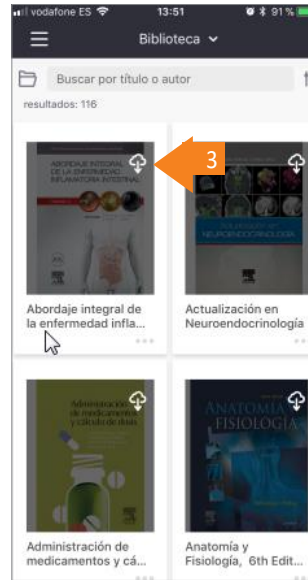 vodafone ES 13:51 91 %
Biblioteca
Buscar por título o autor
resultados: 116
ABORDAJE INTEGRAL
DE LA ENFERMEDAD
INFLAMATORIA INTESTINAL
3
NEUROENDOCRINOLOGÍA
Abordaje integral de
la enfermedad infla...
Actualización en
Neuroendocrinología
Administración
de medicamentos
y cálculo de dosis
ANATOMÍA
FISIOLOGÍA
Administración de
medicamentos y cá...
Anatomía y
Fisiología, 6th Edit...